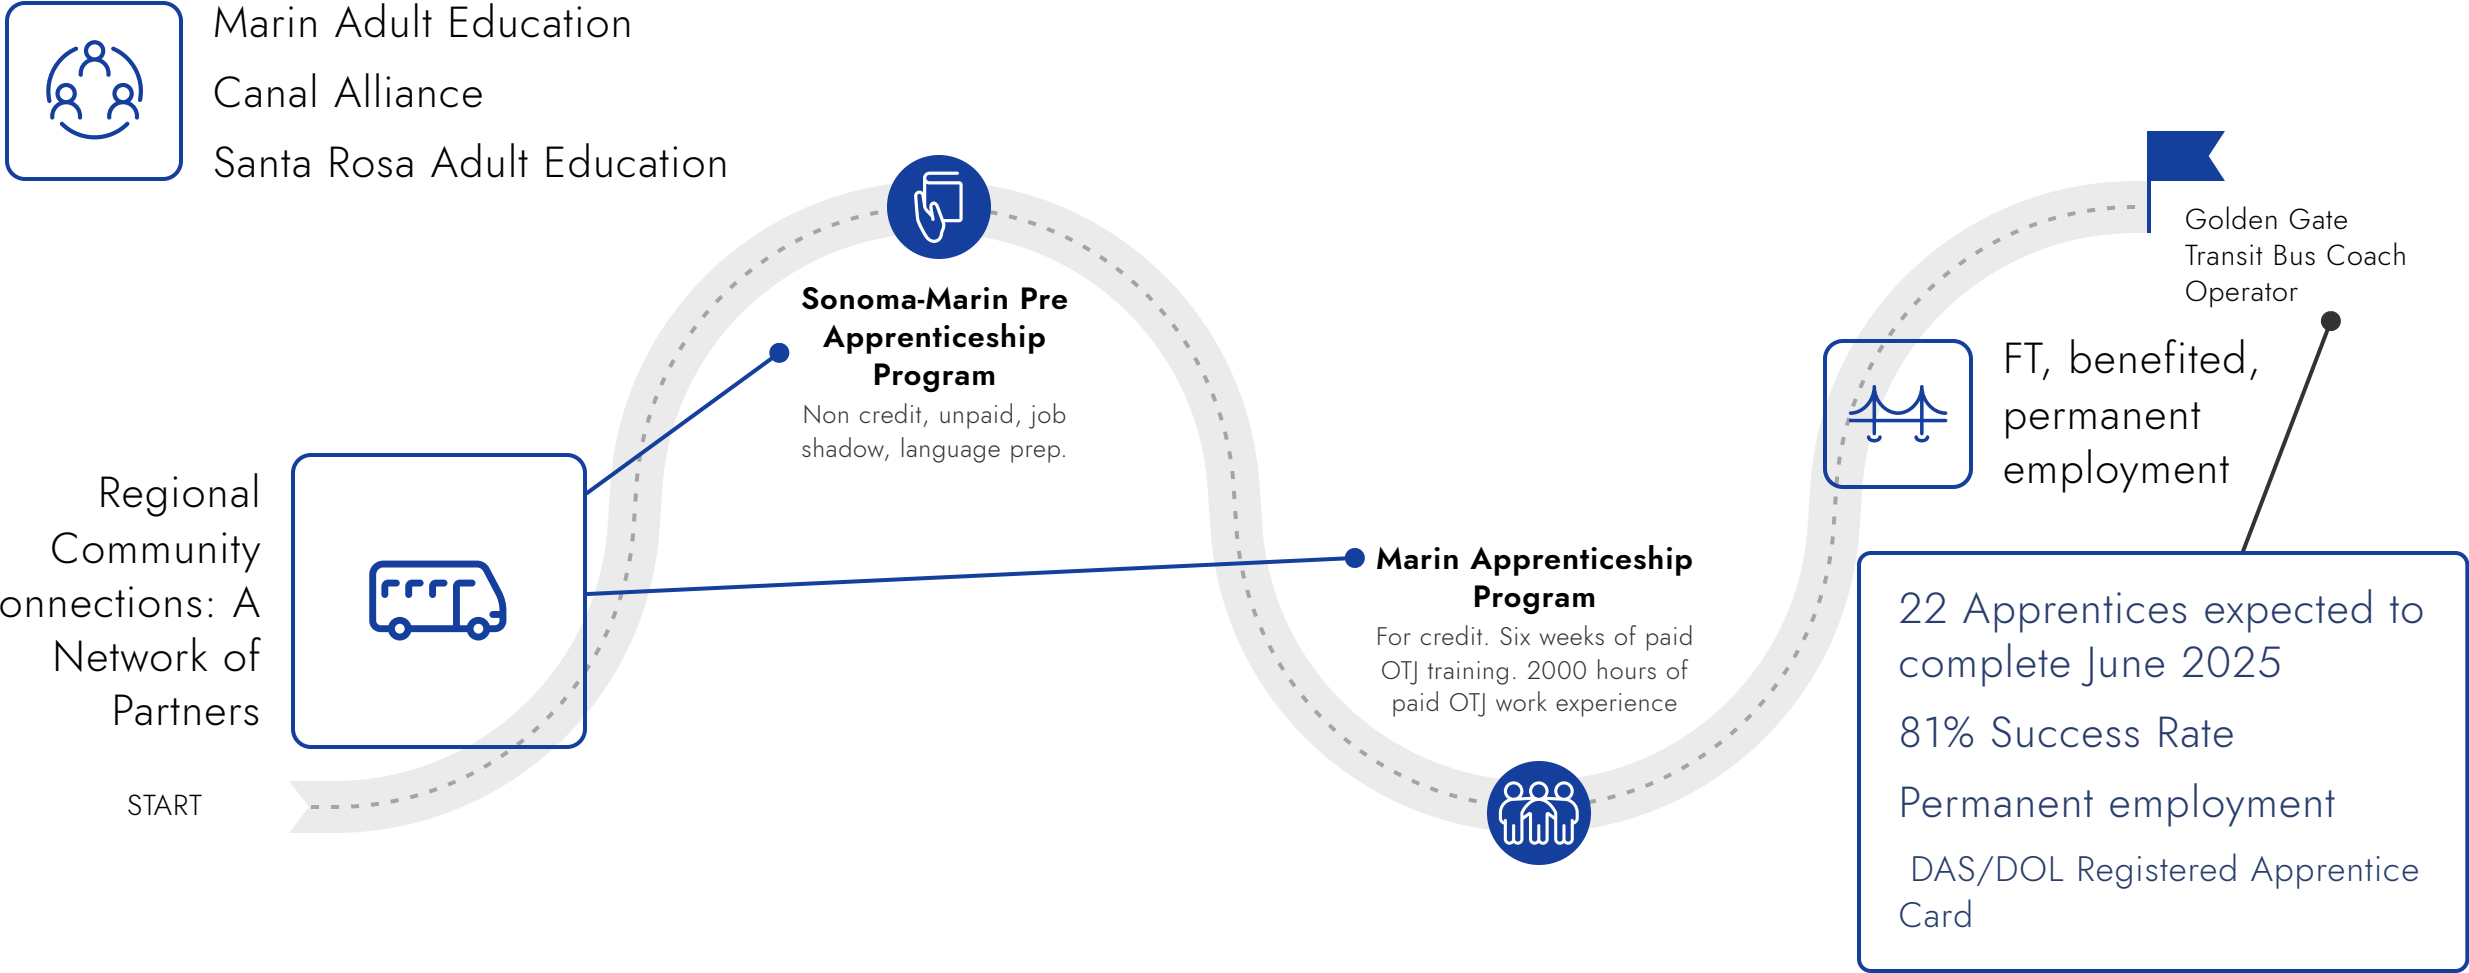 Marin Adult Education
Canal Alliance
Santa Rosa Adult Education
Regional
Community
onnections: A
Network of
Partners
START
Sonoma-Marin Pre
Apprenticeship
Program
Non credit, unpaid, job
shadow, language prep.
Marin Apprenticeship
Program
For credit. Six weeks of paid
OTJ training. 2000 hours of
paid OTJ work experience
Golden Gate
Transit Bus Coach
Operator
FT, benefited,
permanent
employment
22 Apprentices expected to
complete June 2025
81% Success Rate
Permanent employment
DAS/DOL Registered Apprentice
Card